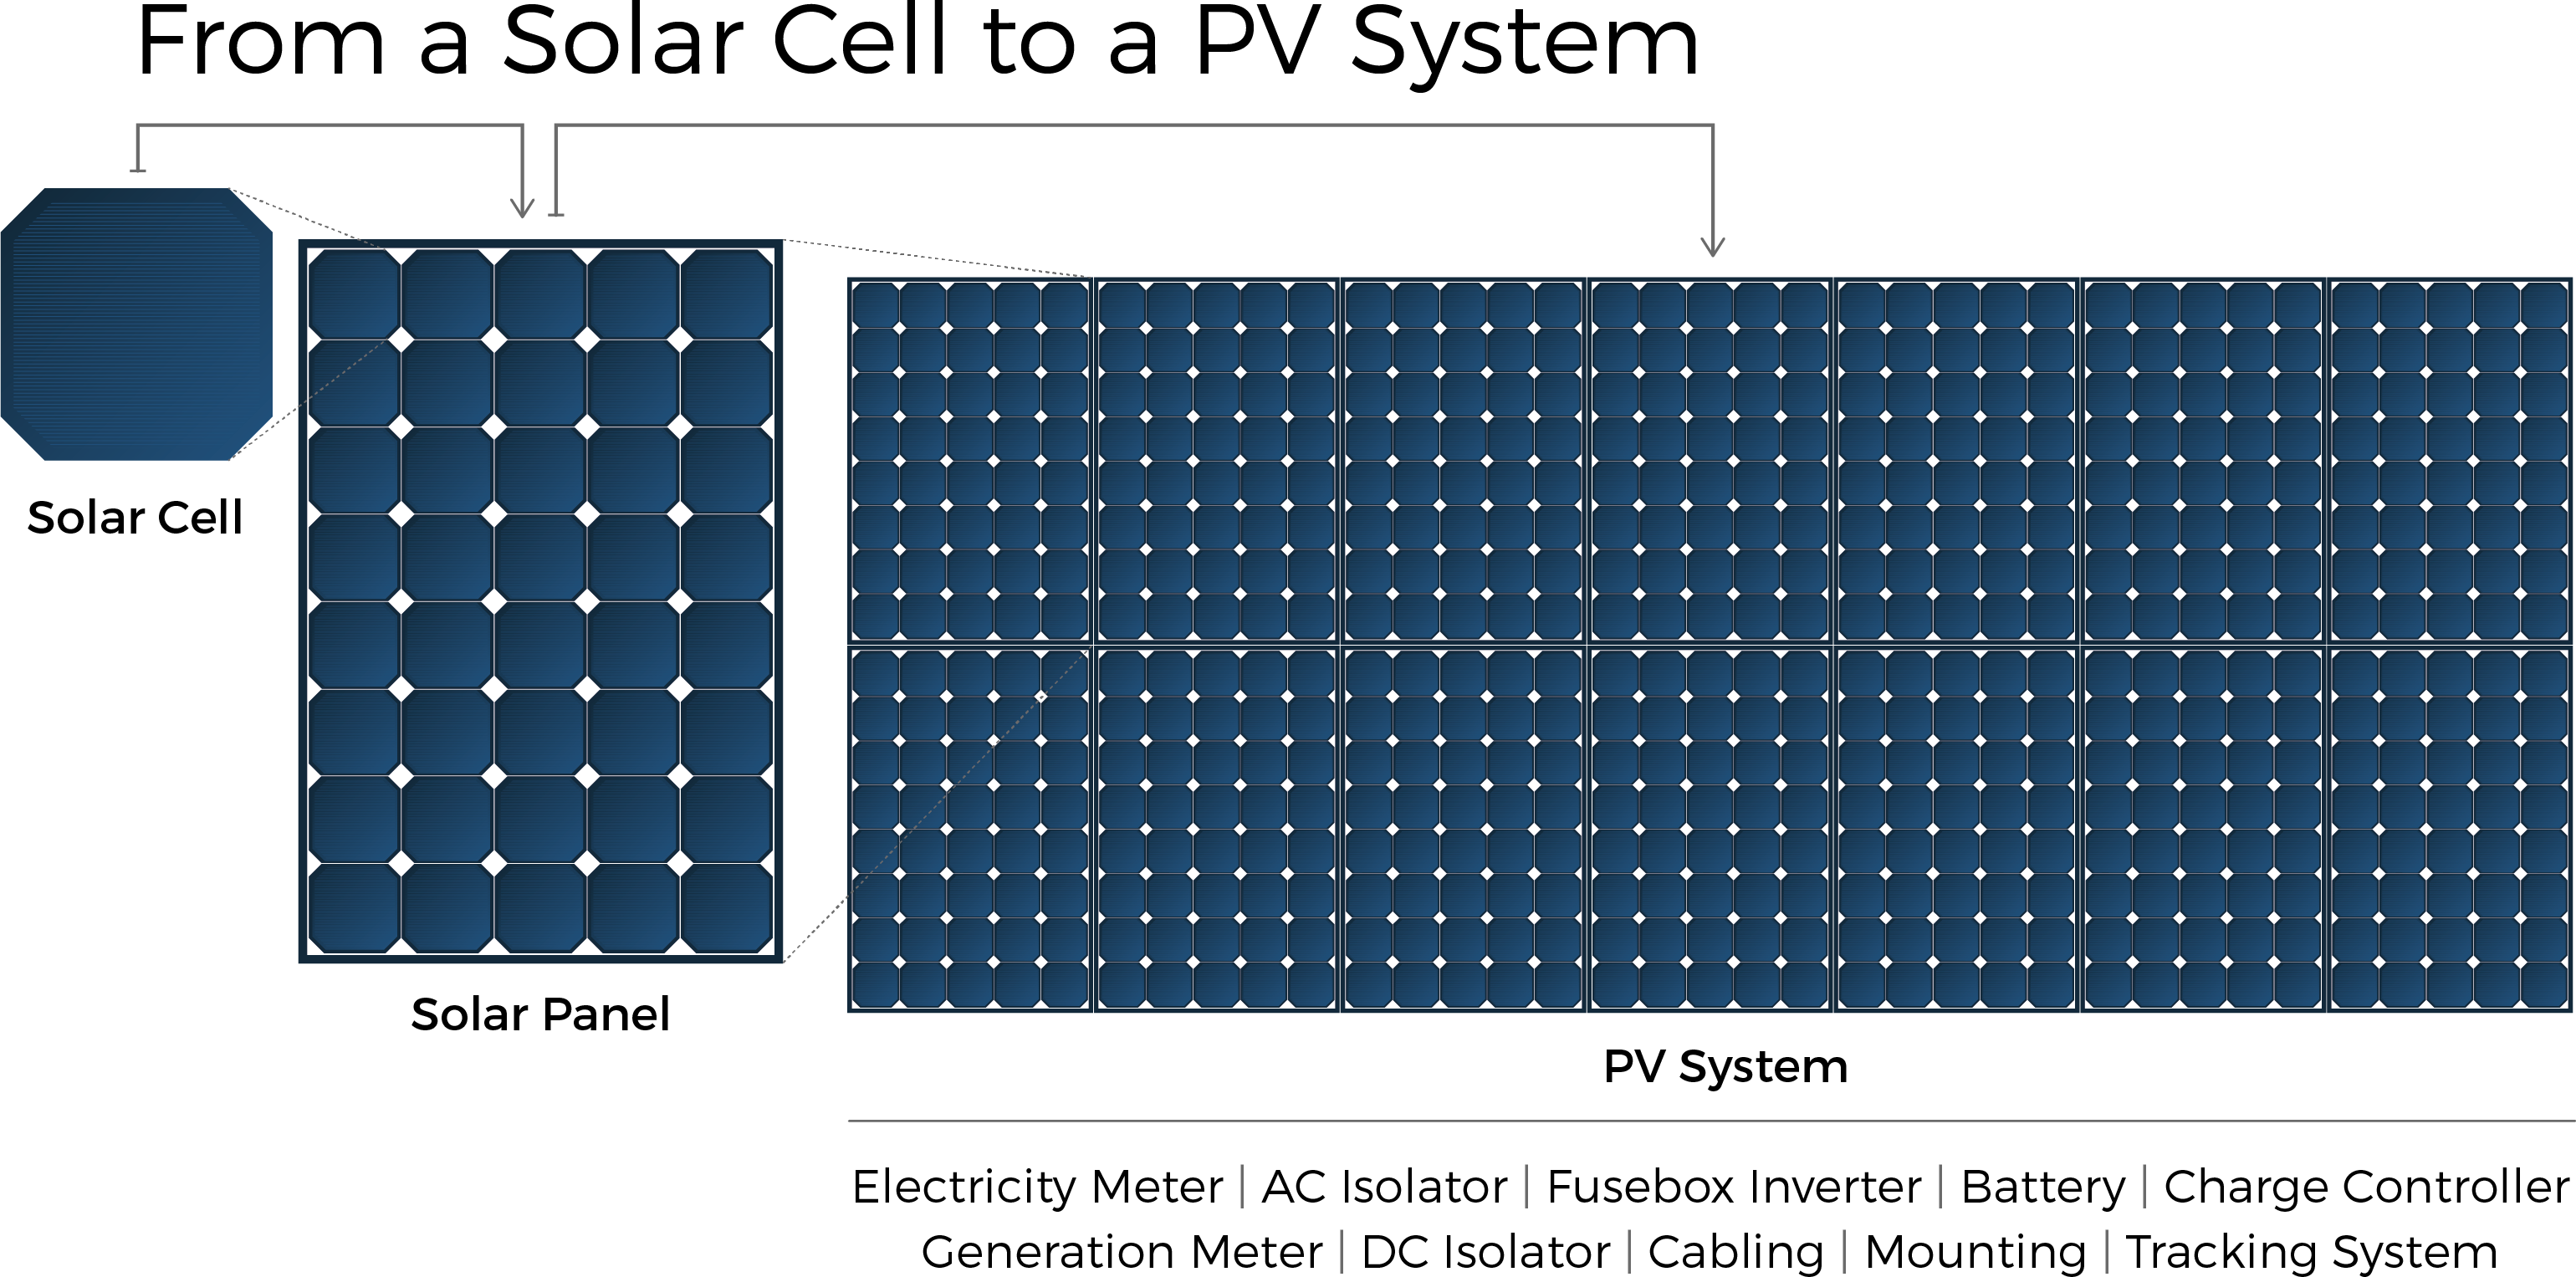 From a Solar Cell to a PV System
Solar Cell
Solar Panel
PV System
Electricity Meter | AC Isolator | Fusebox Inverter | Battery | Charge Controller
Generation Meter | DC Isolator | Cabling | Mounting | Tracking System